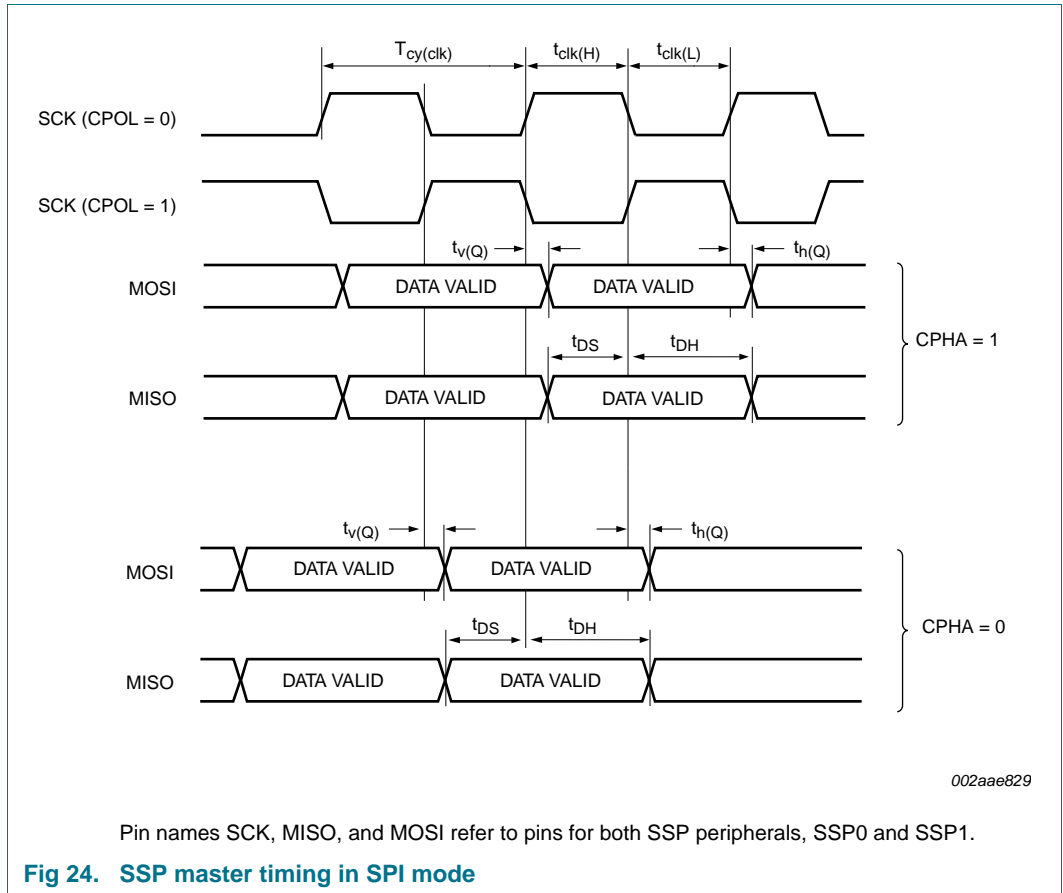 Tcy(clk) tclk(H) tclk(L)
SCK (CPOL = 0)
SCK (CPOL = 1)
tv(Q) th(Q)
MOSI DATA VALID DATA VALID
CPHA = 1
tDS tDH
MISO DATA VALID DATA VALID
tv(Q) th(Q)
MOSI DATA VALID DATA VALID
CPHA = 0
tDS tDH
MISO DATA VALID DATA VALID
002aae829
Pin names SCK, MISO, and MOSI refer to pins for both SSP peripherals, SSP0 and SSP1.
Fig 24. SSP master timing in SPI mode